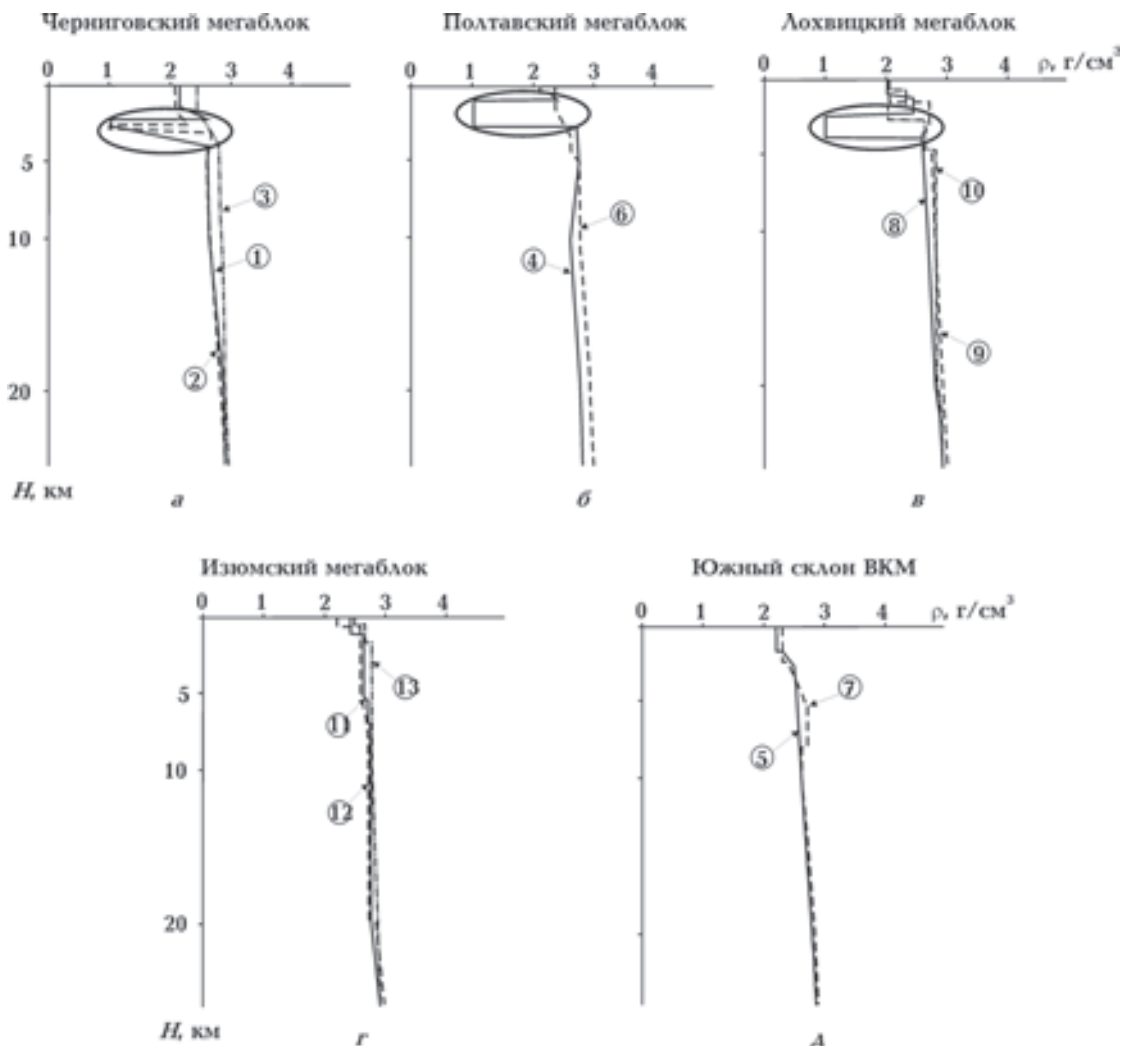 Черниговский мегаблок
0 1 2 3 4
5
10
20
H, км
③
①
②
а
Полтавский мегаблок
0 1 2 3 4
⑥
④
б
Лохвицкий мегаблок
0 1 2 3 4 ρ, г/см³
⑩
⑧
⑨
в
Изюмский мегаблок
0 1 2 3 4
5
10
20
H, км
⑬
⑪
⑫
г
Южный склон ВКМ
0 1 2 3 4 ρ, г/см³
⑦
⑤
д